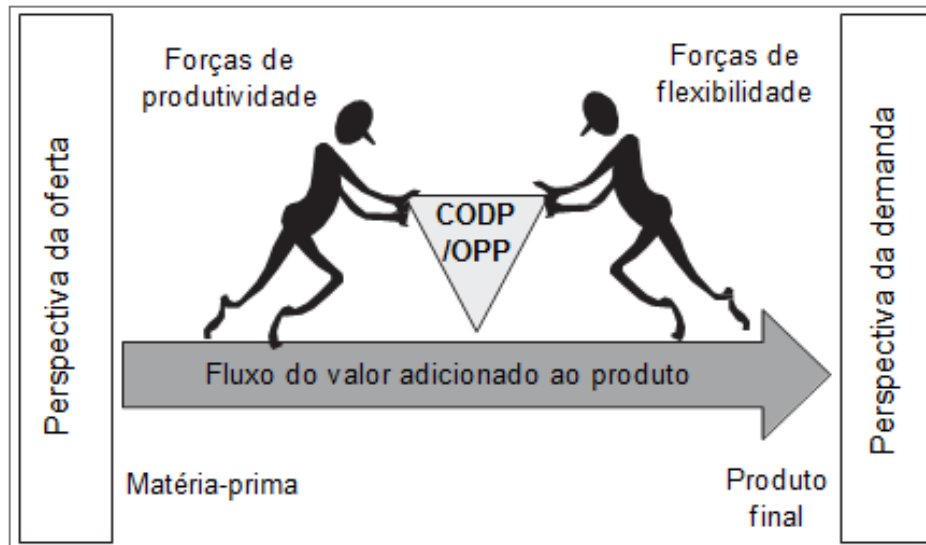 Perspectiva da oferta
Forças de
produtividade
Forças de
flexibilidade
CODP
/OPP
Fluxo do valor adicionado ao produto
Matéria-prima
Produto
final
Perspectiva da demanda